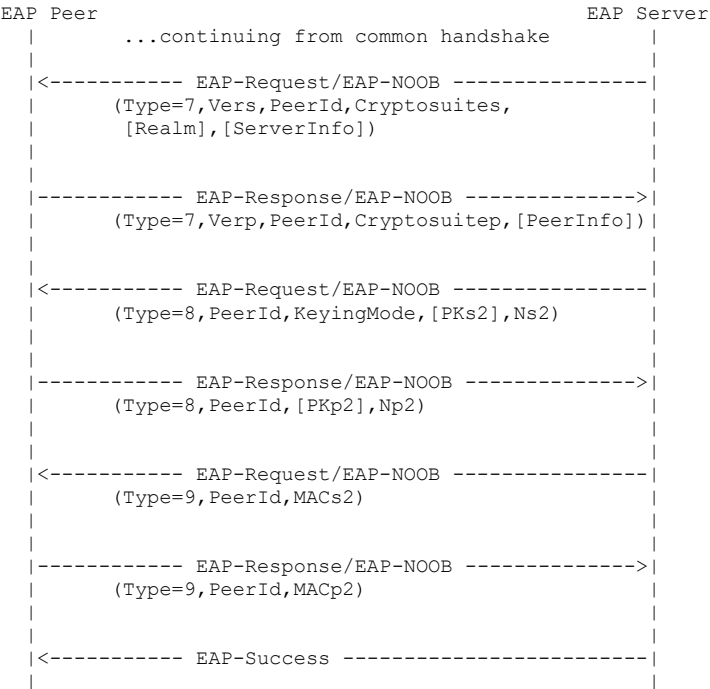 EAP Peer EAP Server
...continuing from common handshake
<----------- EAP-Request/EAP-NOOB ----------------
(Type=7,Vers,PeerId,Cryptosuites,
[Realm],[ServerInfo])
------------ EAP-Response/EAP-NOOB -------------->
(Type=7,Verp,PeerId,Cryptosuitep,[PeerInfo])
<----------- EAP-Request/EAP-NOOB ----------------
(Type=8,PeerId,KeyingMode,[PKs2],Ns2)
------------ EAP-Response/EAP-NOOB -------------->
(Type=8,PeerId,[PKp2],Np2)
<----------- EAP-Request/EAP-NOOB ----------------
(Type=9,PeerId,MACs2)
------------ EAP-Response/EAP-NOOB -------------->
(Type=9,PeerId,MACp2)
<----------- EAP-Success -------------------------